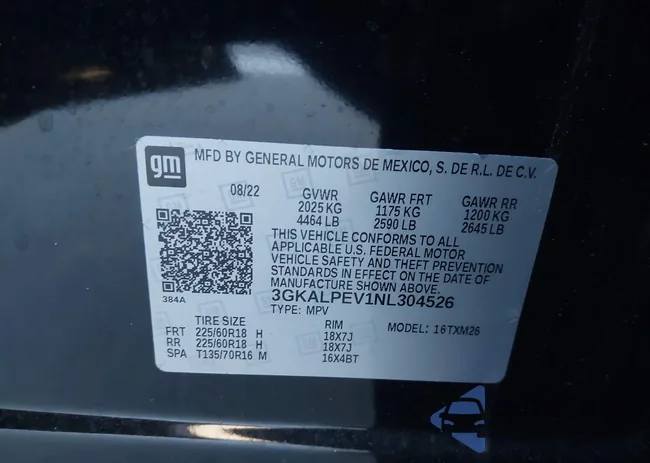 gm
MFD BY GENERAL MOTORS DE MEXICO, S. DE R.L. DE C.V.
08/22 GVWR GAWR FRT GAWR RR
2025 KG 1175 KG 1200 KG
4464 LB 2590 LB 2645 LB
THIS VEHICLE CONFORMS TO ALL
APPLICABLE U.S. FEDERAL MOTOR
VEHICLE SAFETY AND THEFT PREVENTION
STANDARDS IN EFFECT ON THE DATE OF
MANUFACTURE SHOWN ABOVE.
384A 3GKALPEV1NL304526
TYPE: MPV
TIRE SIZE RIM MODEL: 16TXM26
FRT 225/60R18 H 18X7J
RR 225/60R18 H 18X7J
SPA T135/70R16 M 16X4BT